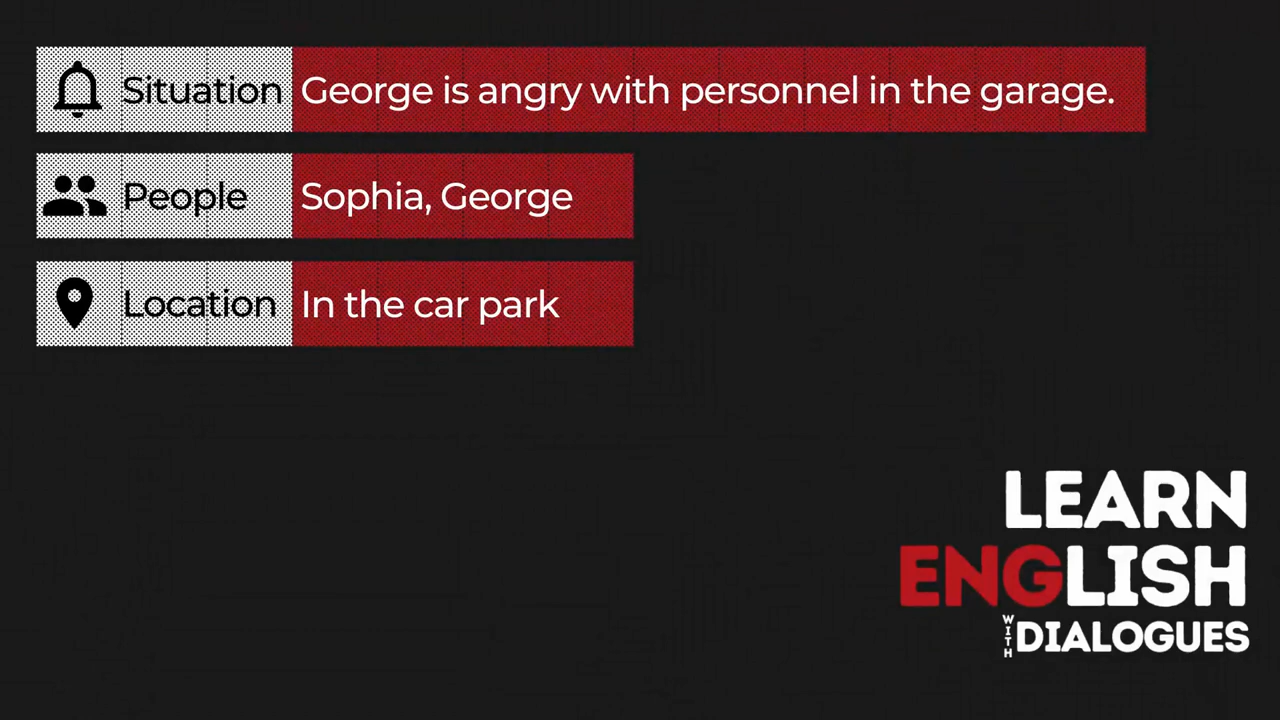 Situation George is angry with personnel in the garage.
People Sophia, George
Location In the car park
LEARN
ENGLISH
WITH DIALOGUES